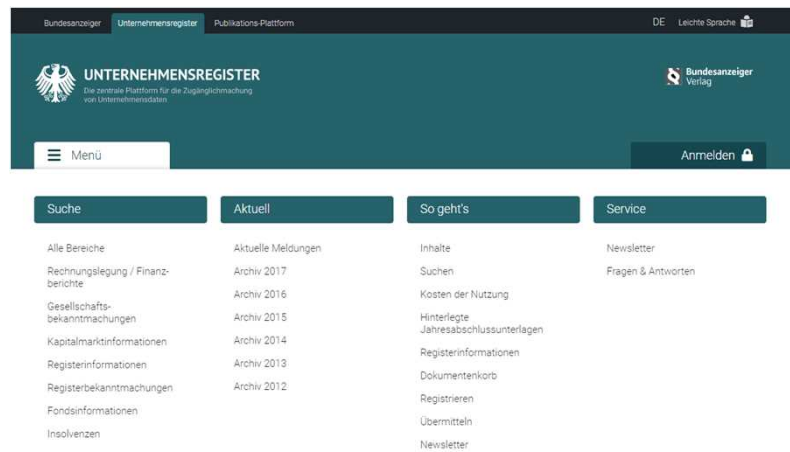 Bundesanzeiger Unternehmensregister Publikations-Plattform DE Leichte Sprache
UNTERNEHMENSREGISTER
Die zentrale Plattform für die Zugänglichmachung
von Unternehmensdaten
Bundesanzeiger
Verlag
Menü Anmelden
Suche
Alle Bereiche
Rechnungslegung / Finanz-
berichte
Gesellschafts-
bekanntmachungen
Kapitalmarktinformationen
Registerinformationen
Registerbekanntmachungen
Fondsinformationen
Insolvenzen
Aktuell
Aktuelle Meldungen
Archiv 2017
Archiv 2016
Archiv 2015
Archiv 2014
Archiv 2013
Archiv 2012
So geht's
Inhalte
Suchen
Kosten der Nutzung
Hinterlegte
Jahresabschlussunterlagen
Registerinformationen
Dokumentenkorb
Registrieren
Übermitteln
Newsletter
Service
Newsletter
Fragen & Antworten